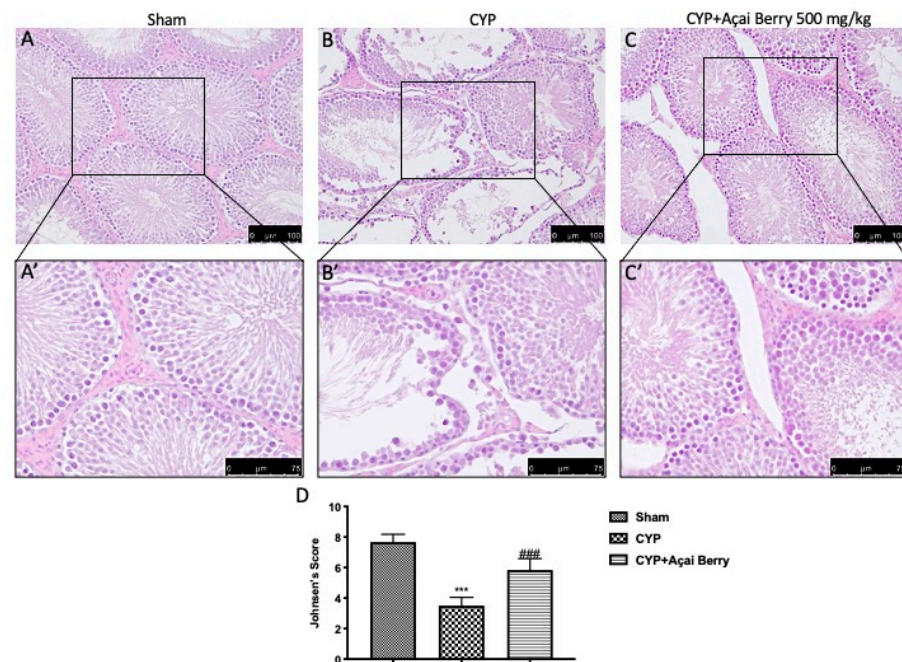 Sham
CYP
CYP+Açai Berry 500 mg/kg
A
B
C
0 µm 100
0 µm 100
0 µm 100
A'
B'
C'
0 µm 75
0 µm 75
0 µm 75
D
Johnsen's Score
10
8
6
4
2
0
***
###
Sham
CYP
CYP+Açai Berry